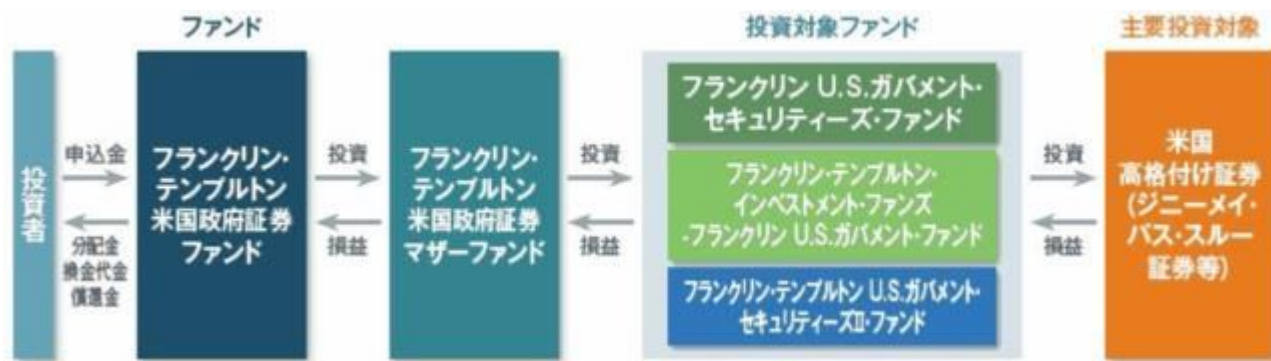 ファンド
投資対象ファンド
主要投資対象
投資者
申込金
分配金
換金代金
償還金
フランクリン・
テンプルトン
米国政府証券
ファンド
投資
損益
フランクリン・
テンプルトン
米国政府証券
マザーファンド
投資
損益
フランクリン U.S.ガバメント・
セキュリティーズ・ファンド
フランクリン・テンプルトン・
インベストメント・ファンズ
-フランクリン U.S.ガバメント・ファンド
フランクリン・テンプルトン U.S.ガバメント・
セキュリティーズII・ファンド
投資
損益
米国
高格付け証券
(ジニーメイ・
パス・スルー
証券等)